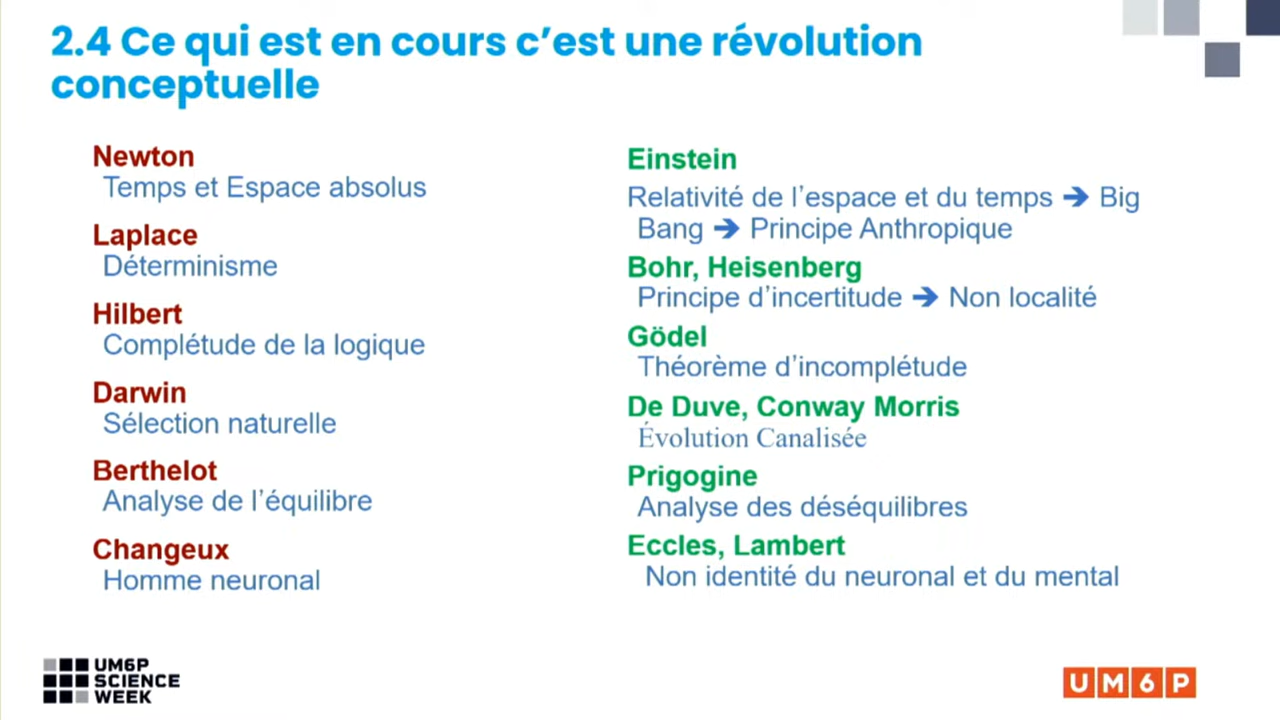 2.4 Ce qui est en cours c’est une révolution
conceptuelle
Newton
Temps et Espace absolus
Laplace
Déterminisme
Hilbert
Complétude de la logique
Darwin
Sélection naturelle
Berthelot
Analyse de l’équilibre
Changeux
Homme neuronal
Einstein
Relativité de l’espace et du temps ➔ Big
Bang ➔ Principe Anthropique
Bohr, Heisenberg
Principe d’incertitude ➔ Non localité
Gödel
Théorème d’incomplétude
De Duve, Conway Morris
Évolution Canalisée
Prigogine
Analyse des déséquilibres
Eccles, Lambert
Non identité du neuronal et du mental
UM6P
SCIENCE
WEEK
UM6P